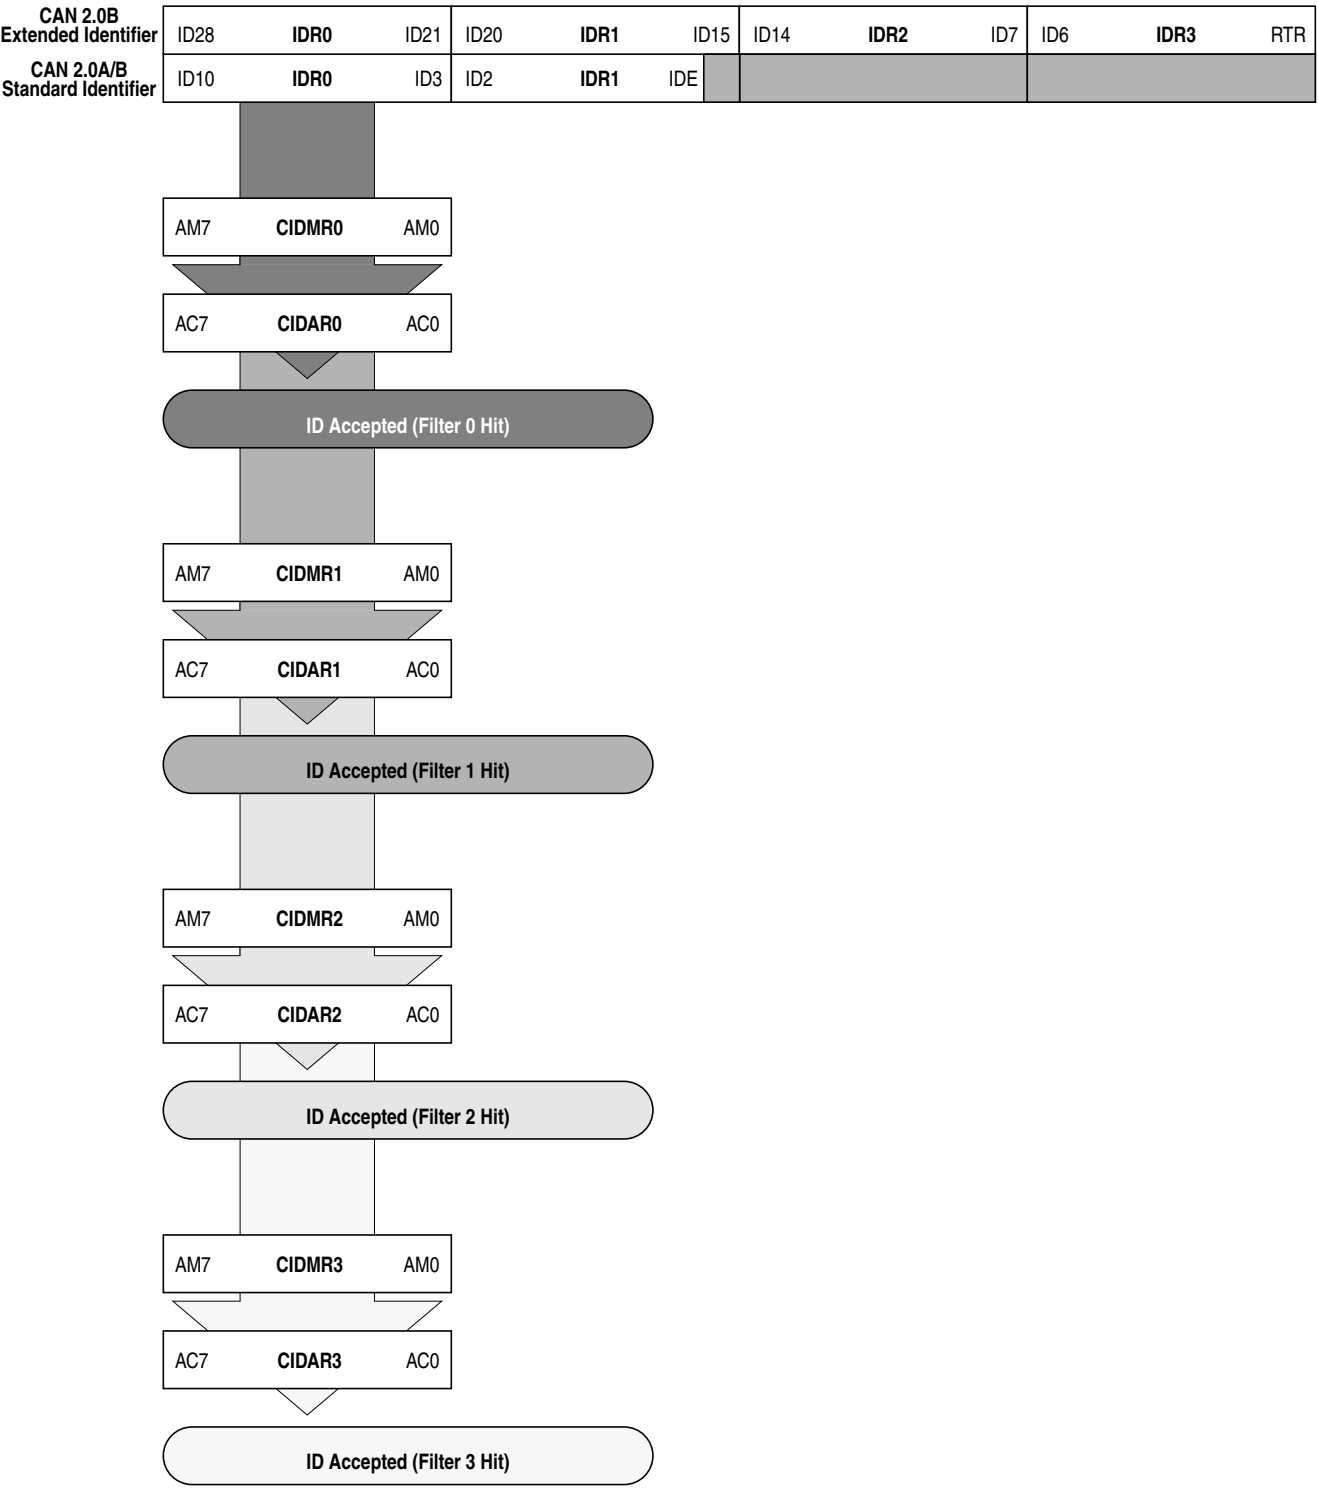 CAN 2.0B
Extended Identifier
ID28 IDR0 ID21 ID20 IDR1 ID15 ID14 IDR2 ID7 ID6 IDR3 RTR
CAN 2.0A/B
Standard Identifier
ID10 IDR0 ID3 ID2 IDR1 IDE
AM7 CIDMR0 AM0
AC7 CIDAR0 AC0
ID Accepted (Filter 0 Hit)
AM7 CIDMR1 AM0
AC7 CIDAR1 AC0
ID Accepted (Filter 1 Hit)
AM7 CIDMR2 AM0
AC7 CIDAR2 AC0
ID Accepted (Filter 2 Hit)
AM7 CIDMR3 AM0
AC7 CIDAR3 AC0
ID Accepted (Filter 3 Hit)